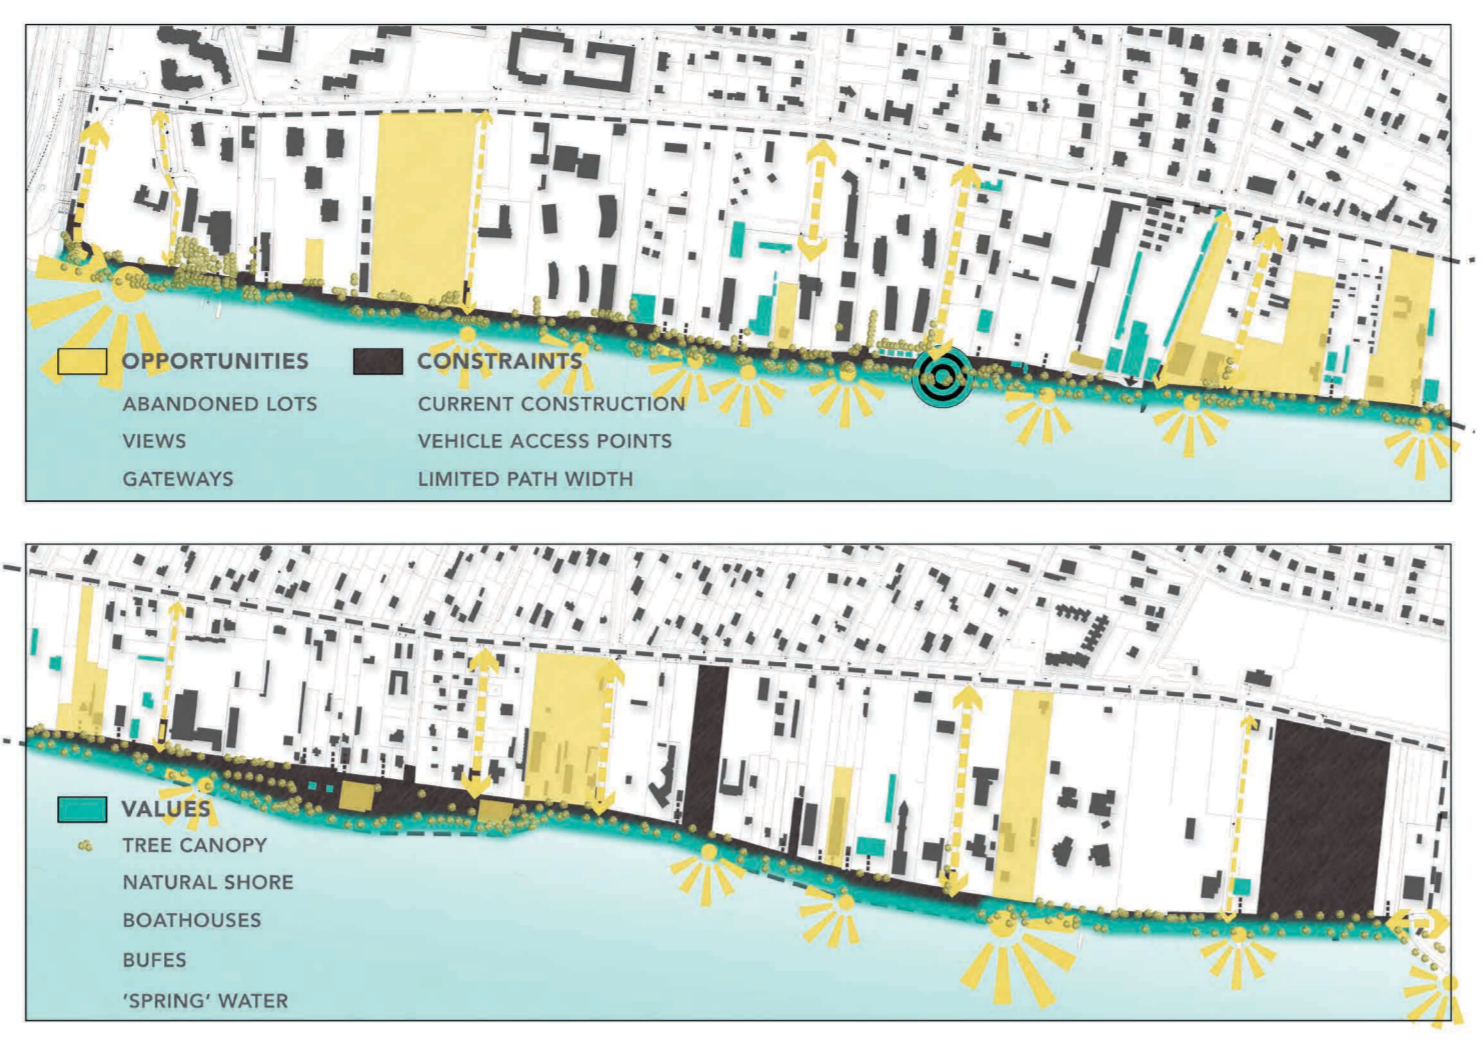 OPPORTUNITIES
ABANDONED LOTS
VIEWS
GATEWAYS
CONSTRAINTS
CURRENT CONSTRUCTION
VEHICLE ACCESS POINTS
LIMITED PATH WIDTH
VALUES
TREE CANOPY
NATURAL SHORE
BOATHOUSES
BUFES
'SPRING' WATER